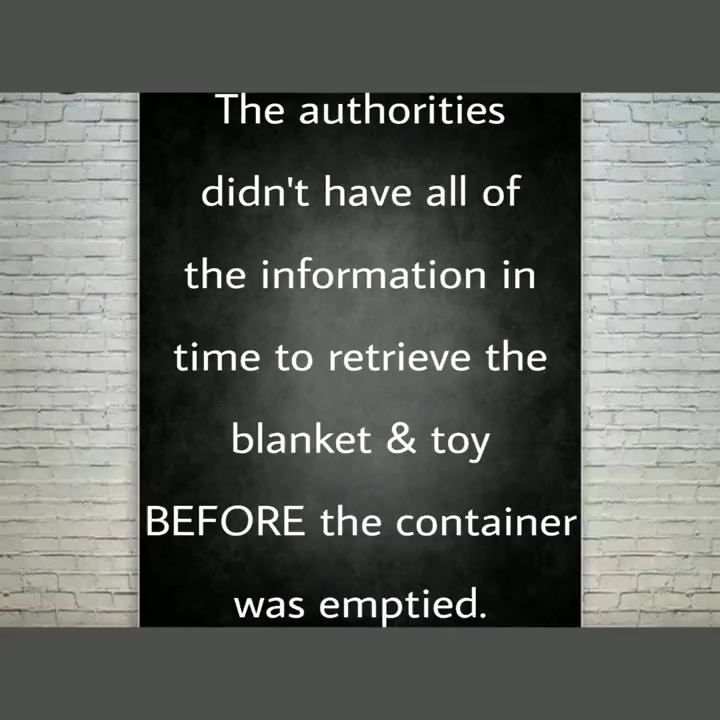 The authorities
didn't have all of
the information in
time to retrieve the
blanket & toy
BEFORE the container
was emptied.